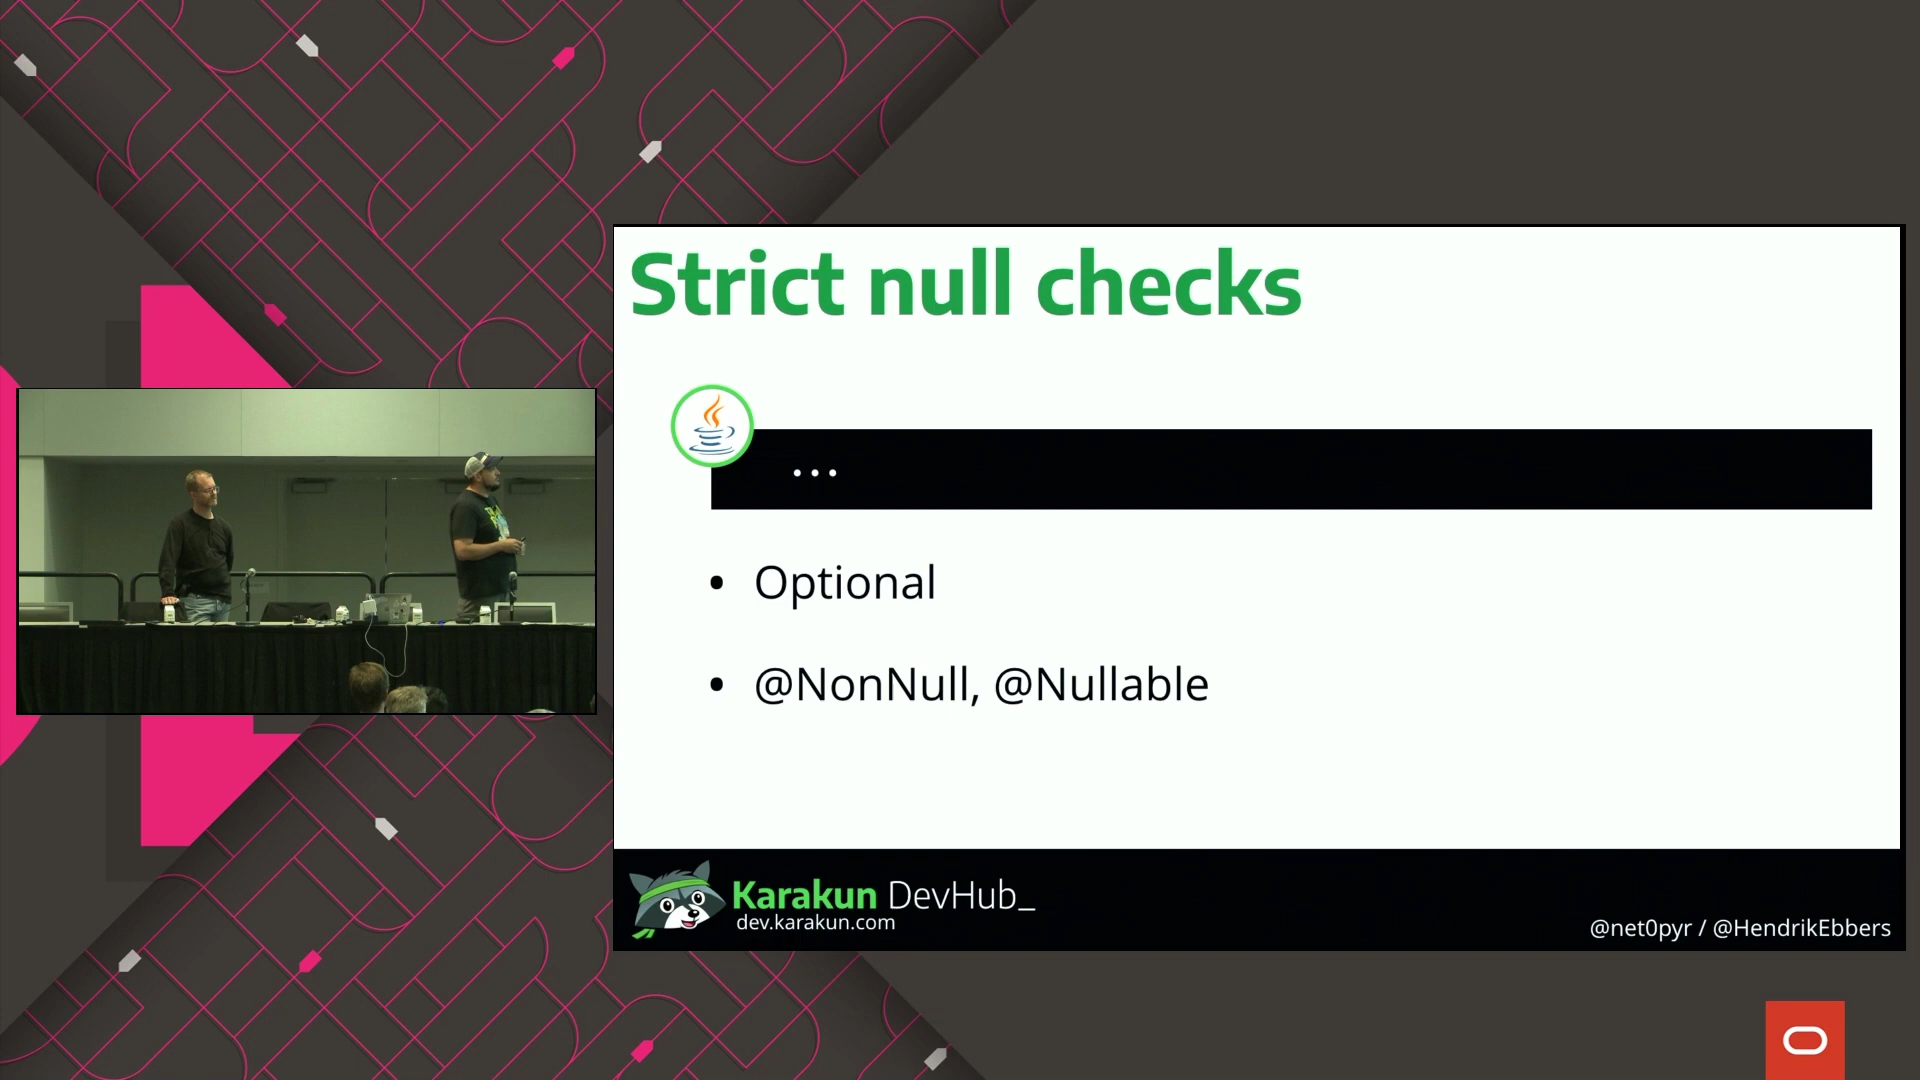 Strict null checks
...
• Optional
• @NonNull, @Nullable
Karakun DevHub_
dev.karakun.com
@net0pyr / @HendrikEbbers